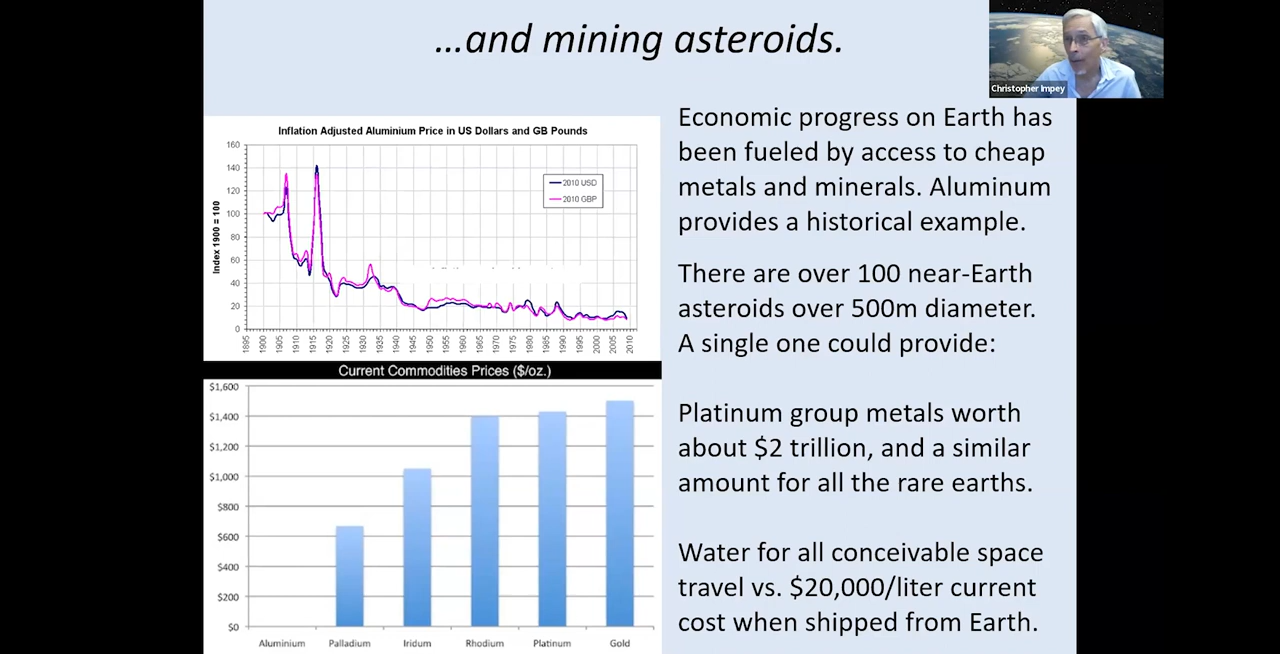 ...and mining asteroids.
Christopher Impey
Inflation Adjusted Aluminium Price in US Dollars and GB Pounds
Index 1900 = 100
160
140
120
100
80
60
40
20
0
2010 USD
2010 GBP
1895 1900 1905 1910 1915 1920 1925 1930 1935 1940 1945 1950 1955 1960 1965 1970 1975 1980 1985 1990 1995 2000 2005 2010
Current Commodities Prices ($/oz.)
$1,600
$1,400
$1,200
$1,000
$800
$600
$400
$200
$0
Aluminium Palladium Iridum Rhodium Platinum Gold
Economic progress on Earth has
been fueled by access to cheap
metals and minerals. Aluminum
provides a historical example.
There are over 100 near-Earth
asteroids over 500m diameter.
A single one could provide:
Platinum group metals worth
about $2 trillion, and a similar
amount for all the rare earths.
Water for all conceivable space
travel vs. $20,000/liter current
cost when shipped from Earth.